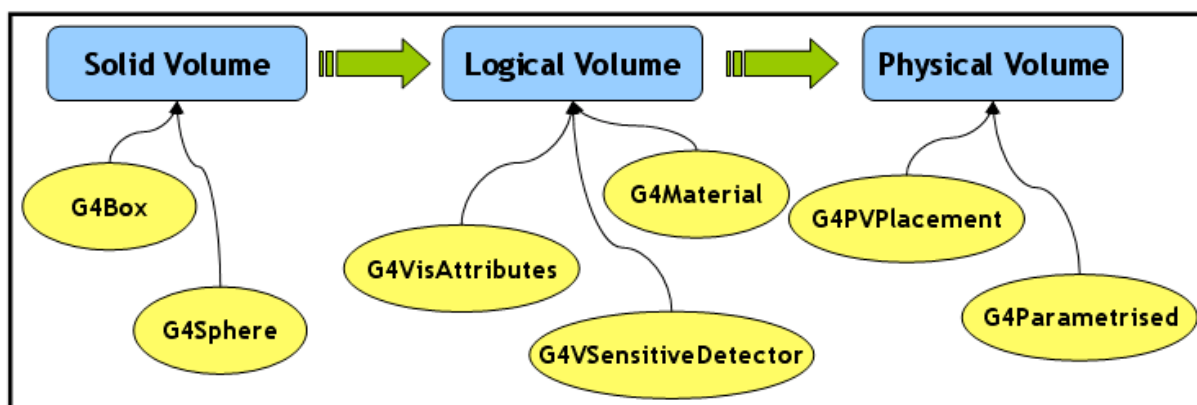 Solid Volume
Logical Volume
Physical Volume
G4Box
G4Material
G4PVPlacement
G4VisAttributes
G4Sphere
G4Parametrised
G4VSensitiveDetector